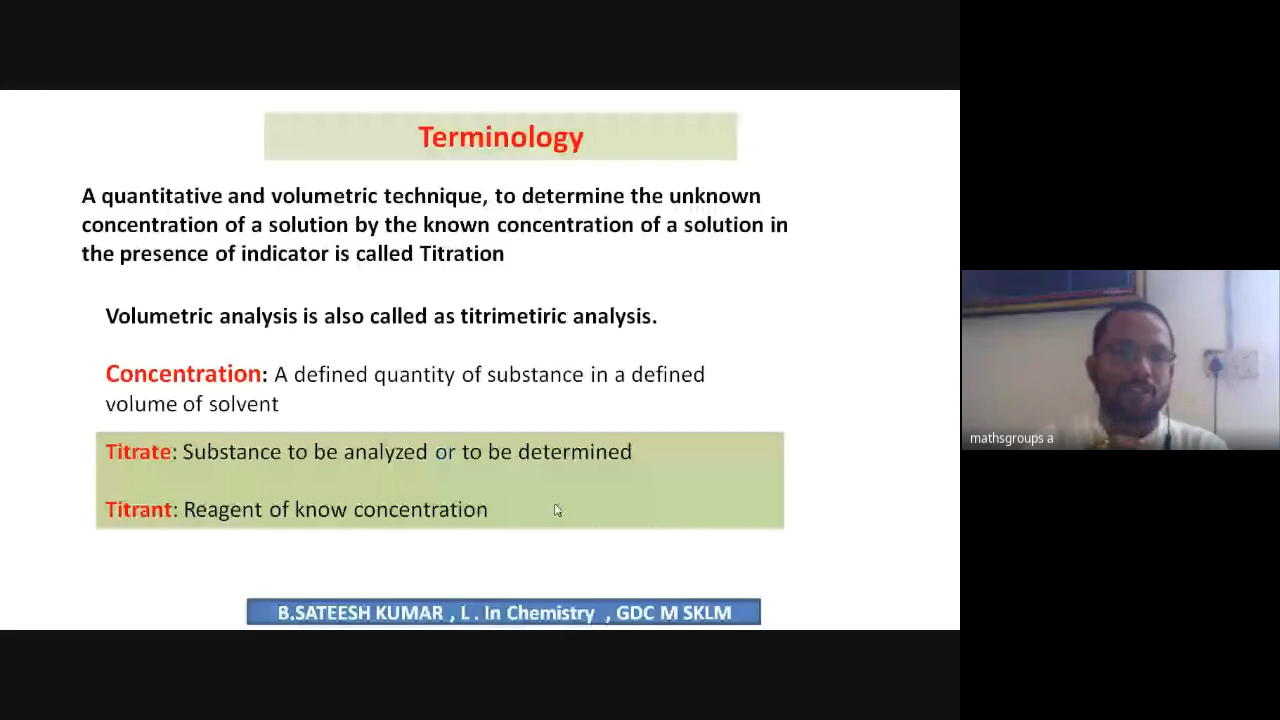 Terminology
A quantitative and volumetric technique, to determine the unknown
concentration of a solution by the known concentration of a solution in
the presence of indicator is called Titration
Volumetric analysis is also called as titrimetiric analysis.
Concentration: A defined quantity of substance in a defined
volume of solvent
Titrate: Substance to be analyzed or to be determined
Titrant: Reagent of know concentration
B.SATEESH KUMAR , L . In Chemistry , GDC M SKLM
mathsgroups a